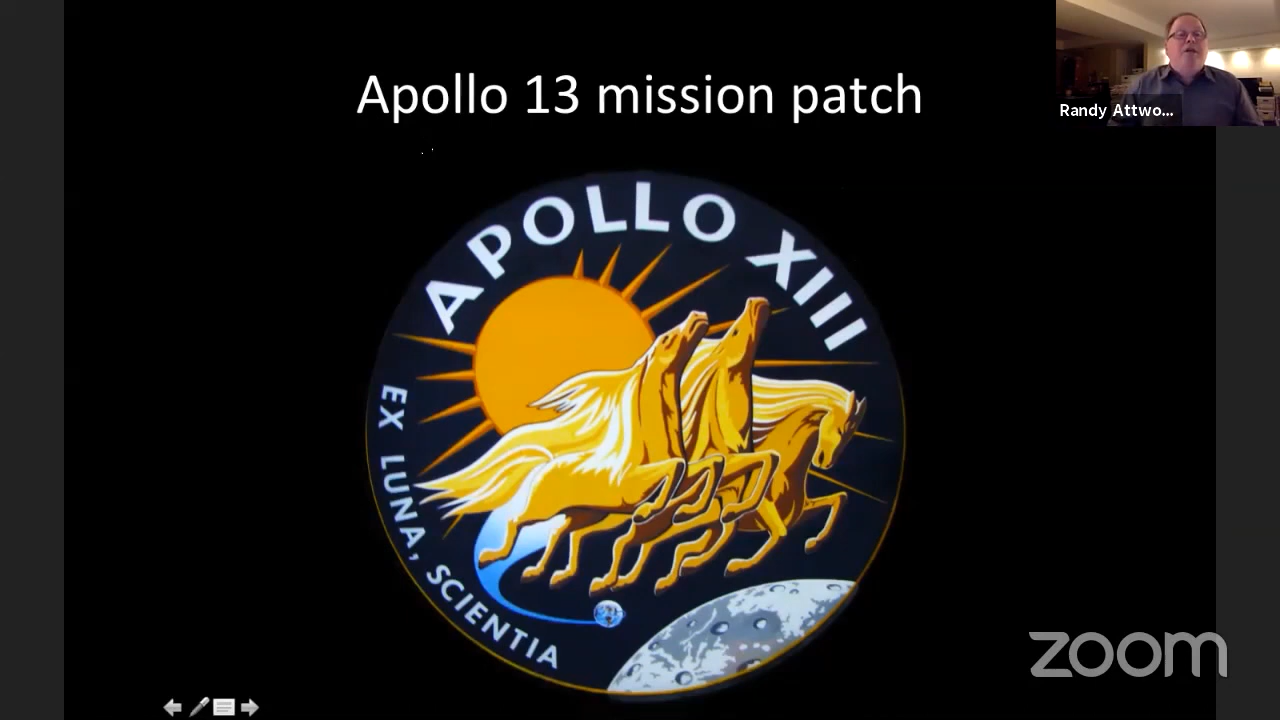 Apollo 13 mission patch
Randy Attwo...
APOLLO XIII
EX LUNA, SCIENTIA
zoom